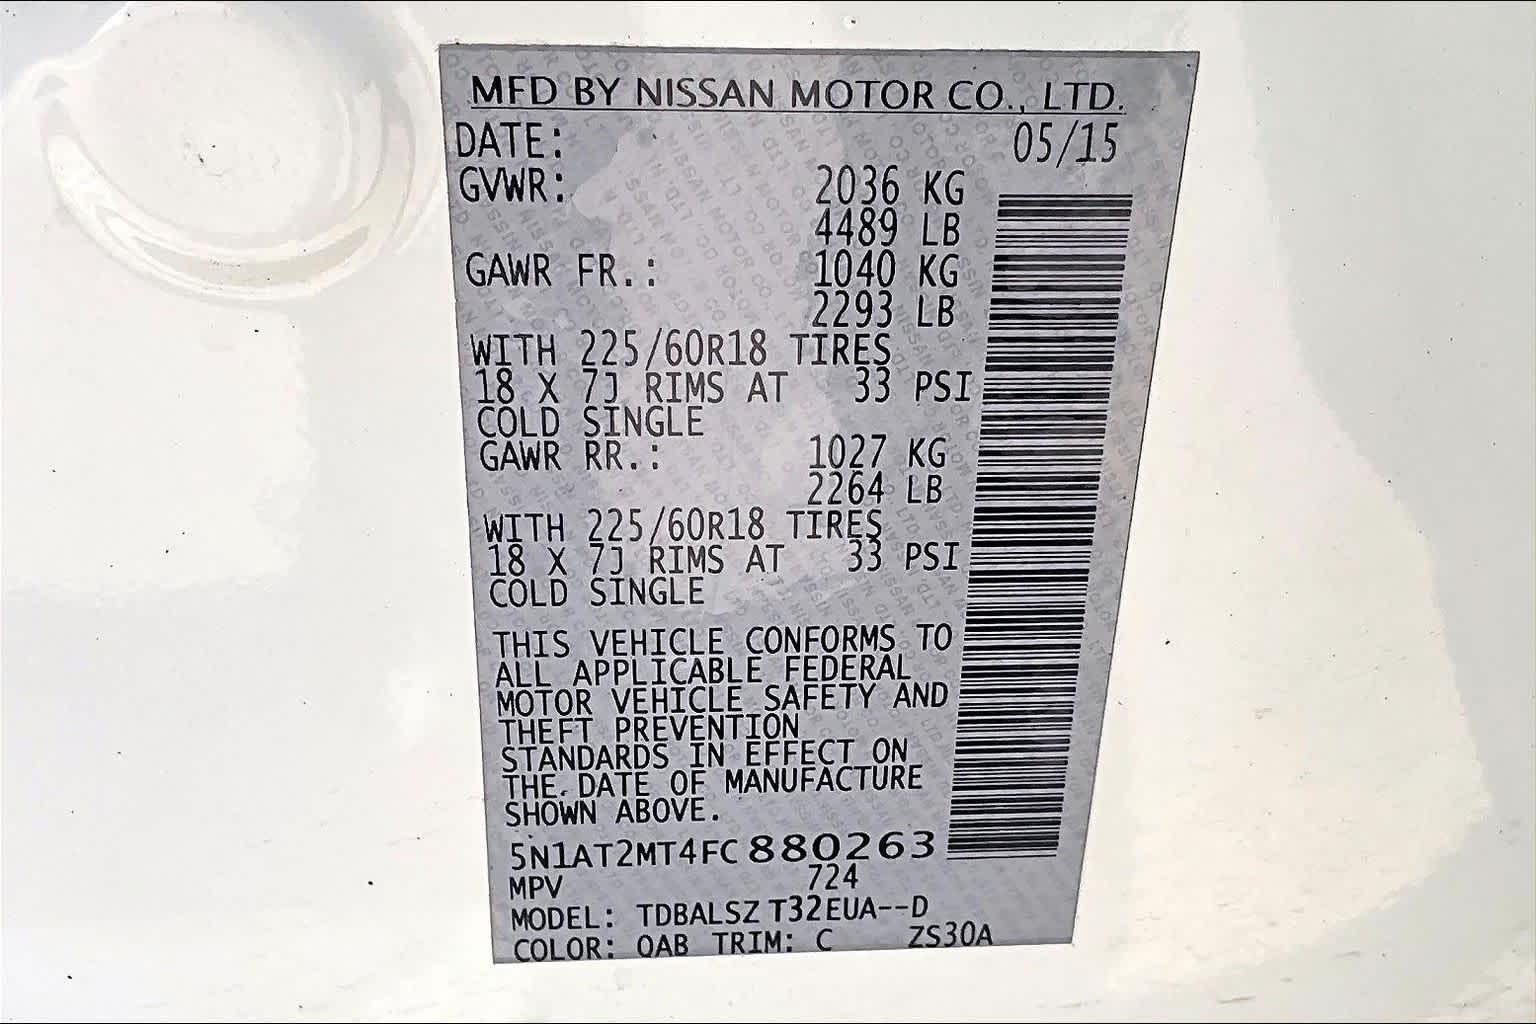 MFD BY NISSAN MOTOR CO., LTD.
DATE: 05/15
GVWR: 2036 KG
4489 LB
GAWR FR.: 1040 KG
2293 LB
WITH 225/60R18 TIRES
18 X 7J RIMS AT 33 PSI
COLD SINGLE
GAWR RR.: 1027 KG
2264 LB
WITH 225/60R18 TIRES
18 X 7J RIMS AT 33 PSI
COLD SINGLE
THIS VEHICLE CONFORMS TO
ALL APPLICABLE FEDERAL
MOTOR VEHICLE SAFETY AND
THEFT PREVENTION
STANDARDS IN EFFECT ON
THE DATE OF MANUFACTURE
SHOWN ABOVE.
5N1AT2MT4FC880263
MPV 724
MODEL: TDBALSZ T32EUA--D
COLOR: QAB TRIM: C ZS30A